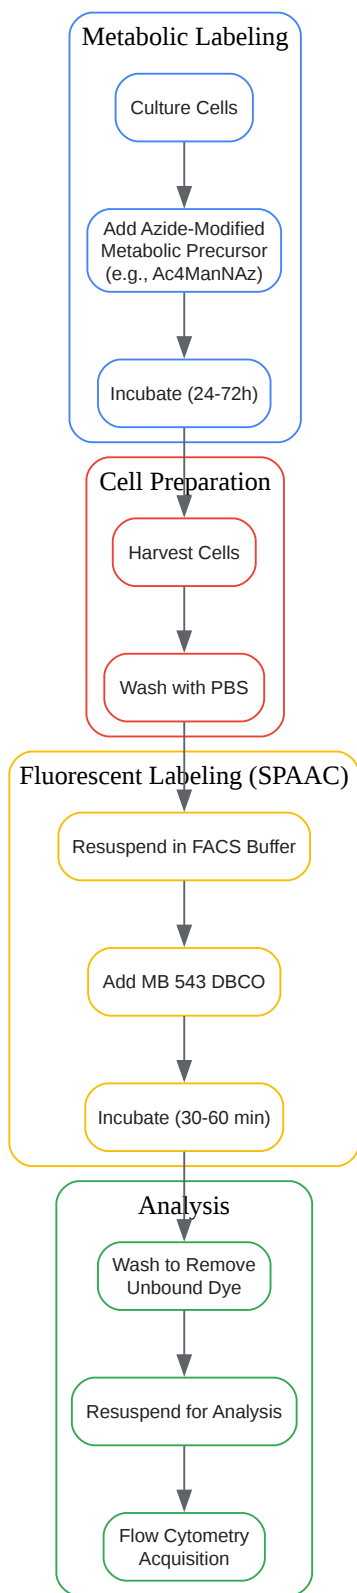 Metabolic Labeling
Culture Cells
Add Azide-Modified
Metabolic Precursor
(e.g., Ac4ManNAz)
Incubate (24-72h)
Cell Preparation
Harvest Cells
Wash with PBS
Fluorescent Labeling (SPAAC)
Resuspend in FACS Buffer
Add MB 543 DBCO
Incubate (30-60 min)
Analysis
Wash to Remove
Unbound Dye
Resuspend for Analysis
Flow Cytometry
Acquisition